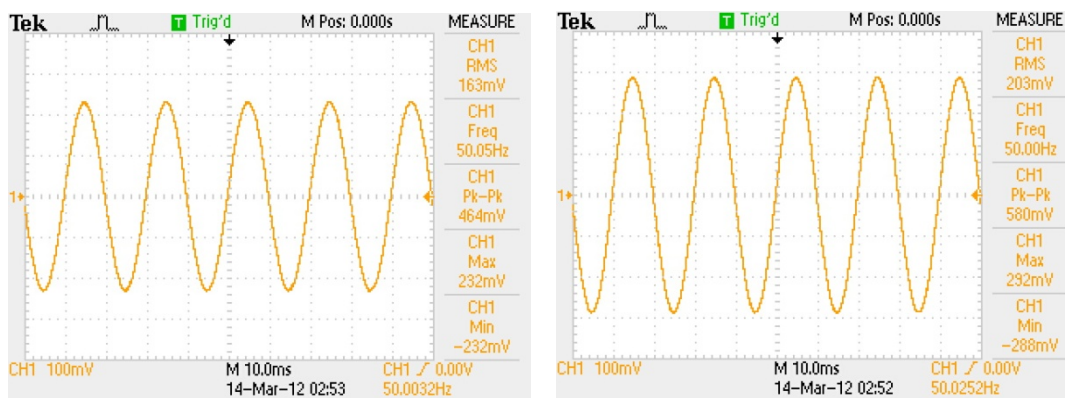 Tek T Trig'd M Pos: 0.000s MEASURE
CH1
RMS
163mV
CH1
Freq
50.05Hz
1
CH1
Pk-Pk
464mV
CH1
Max
232mV
CH1
Min
-232mV
CH1 100mV M 10.0ms CH1 0.00V
14-Mar-12 02:53 50.0032Hz
Tek T Trig'd M Pos: 0.000s MEASURE
CH1
RMS
203mV
CH1
Freq
50.00Hz
1
CH1
Pk-Pk
580mV
CH1
Max
292mV
CH1
Min
-288mV
CH1 100mV M 10.0ms CH1 0.00V
14-Mar-12 02:52 50.0252Hz